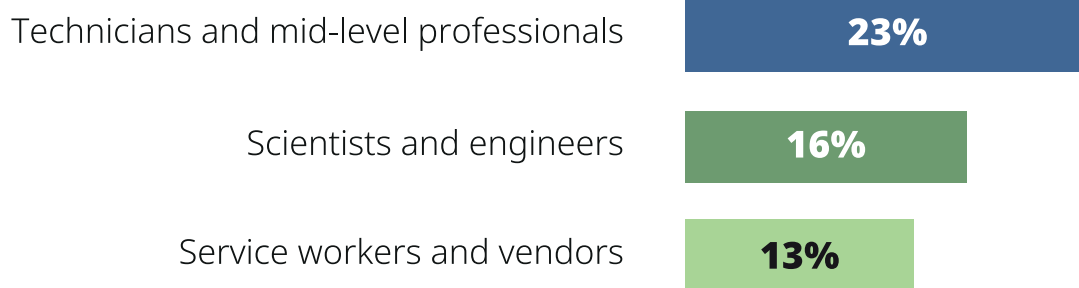 Technicians and mid-level professionals 23%
Scientists and engineers 16%
Service workers and vendors 13%